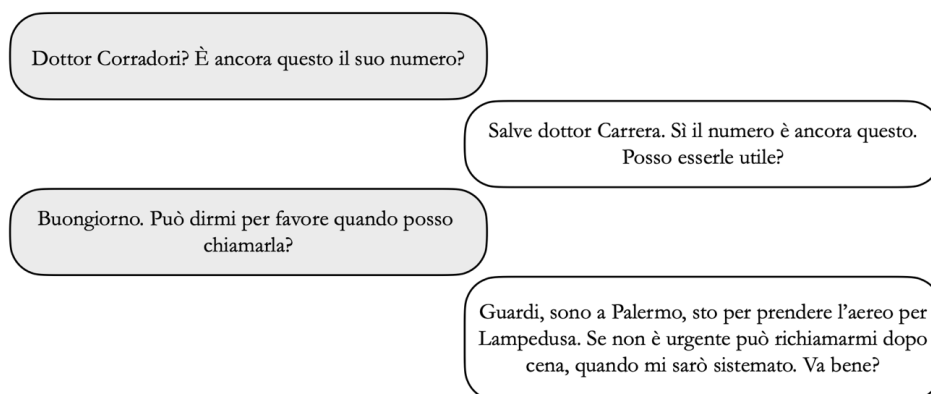 Dottor Corradori? È ancora questo il suo numero?
Salve dottor Carrera. Sì il numero è ancora questo.
Posso esserle utile?
Buongiorno. Può dirmi per favore quando posso
chiamarla?
Guardi, sono a Palermo, sto per prendere l’aereo per
Lampedusa. Se non è urgente può richiamarmi dopo
cena, quando mi sarò sistemato. Va bene?